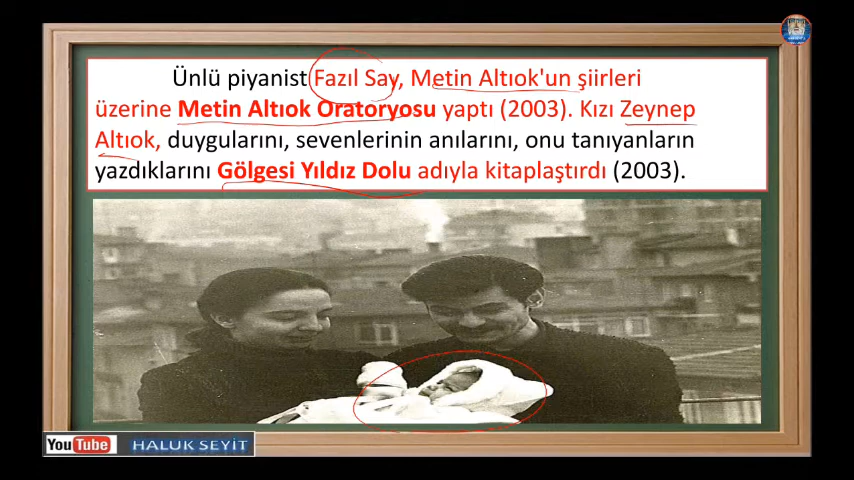 Ünlü piyanist Fazıl Say, Metin Altıok'un şiirleri
üzerine Metin Altıok Oratoryosu yaptı (2003). Kızı Zeynep
Altıok, duygularını, sevenlerinin anılarını, onu tanıyanların
yazdıklarını Gölgesi Yıldız Dolu adıyla kitaplaştırdı (2003).
YouTube HALUK SEYİT